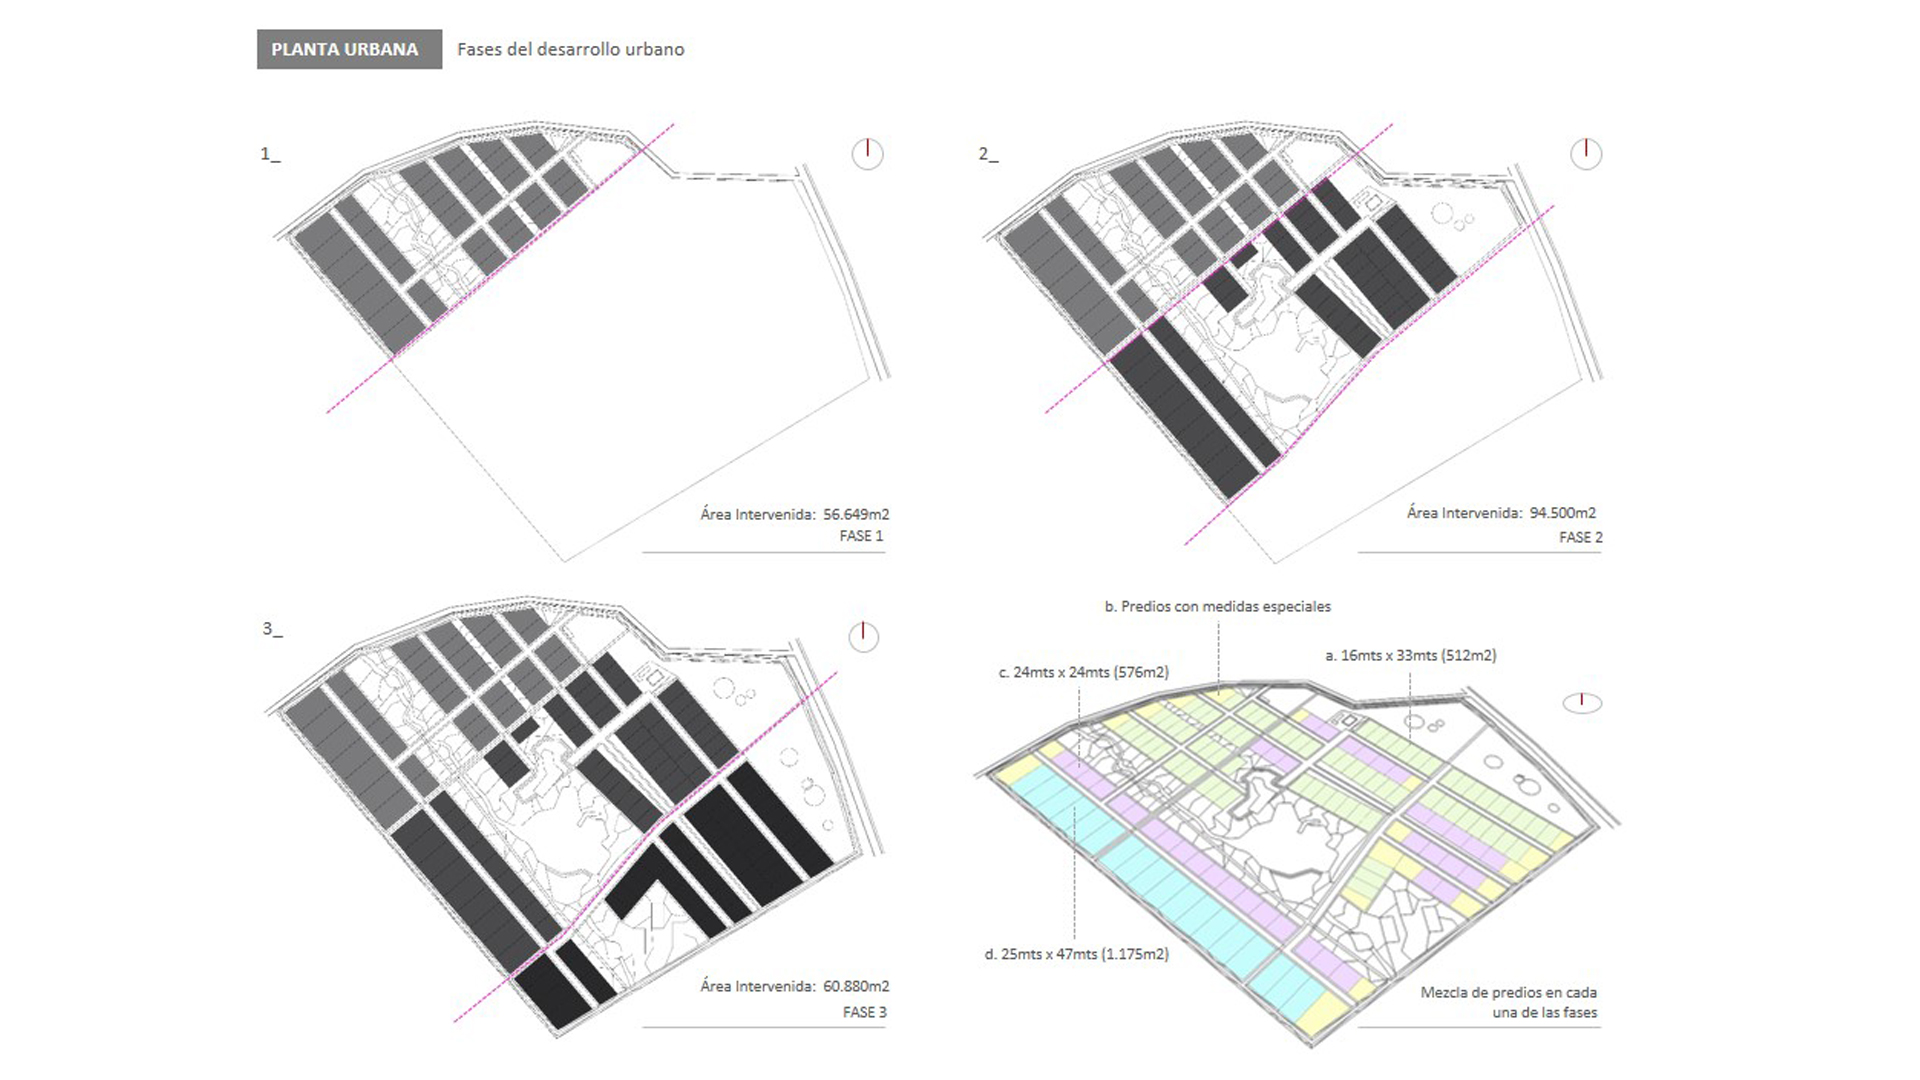 PLANTA URBANA Fases del desarrollo urbano
1_
2_
Área Intervenida: 56.649m2
FASE 1
Área Intervenida: 94.500m2
FASE 2
3_
b. Predios con medidas especiales
a. 16mts x 33mts (512m2)
c. 24mts x 24mts (576m2)
d. 25mts x 47mts (1.175m2)
Área Intervenida: 60.880m2
FASE 3
Mezcla de predios en cada
una de las fases